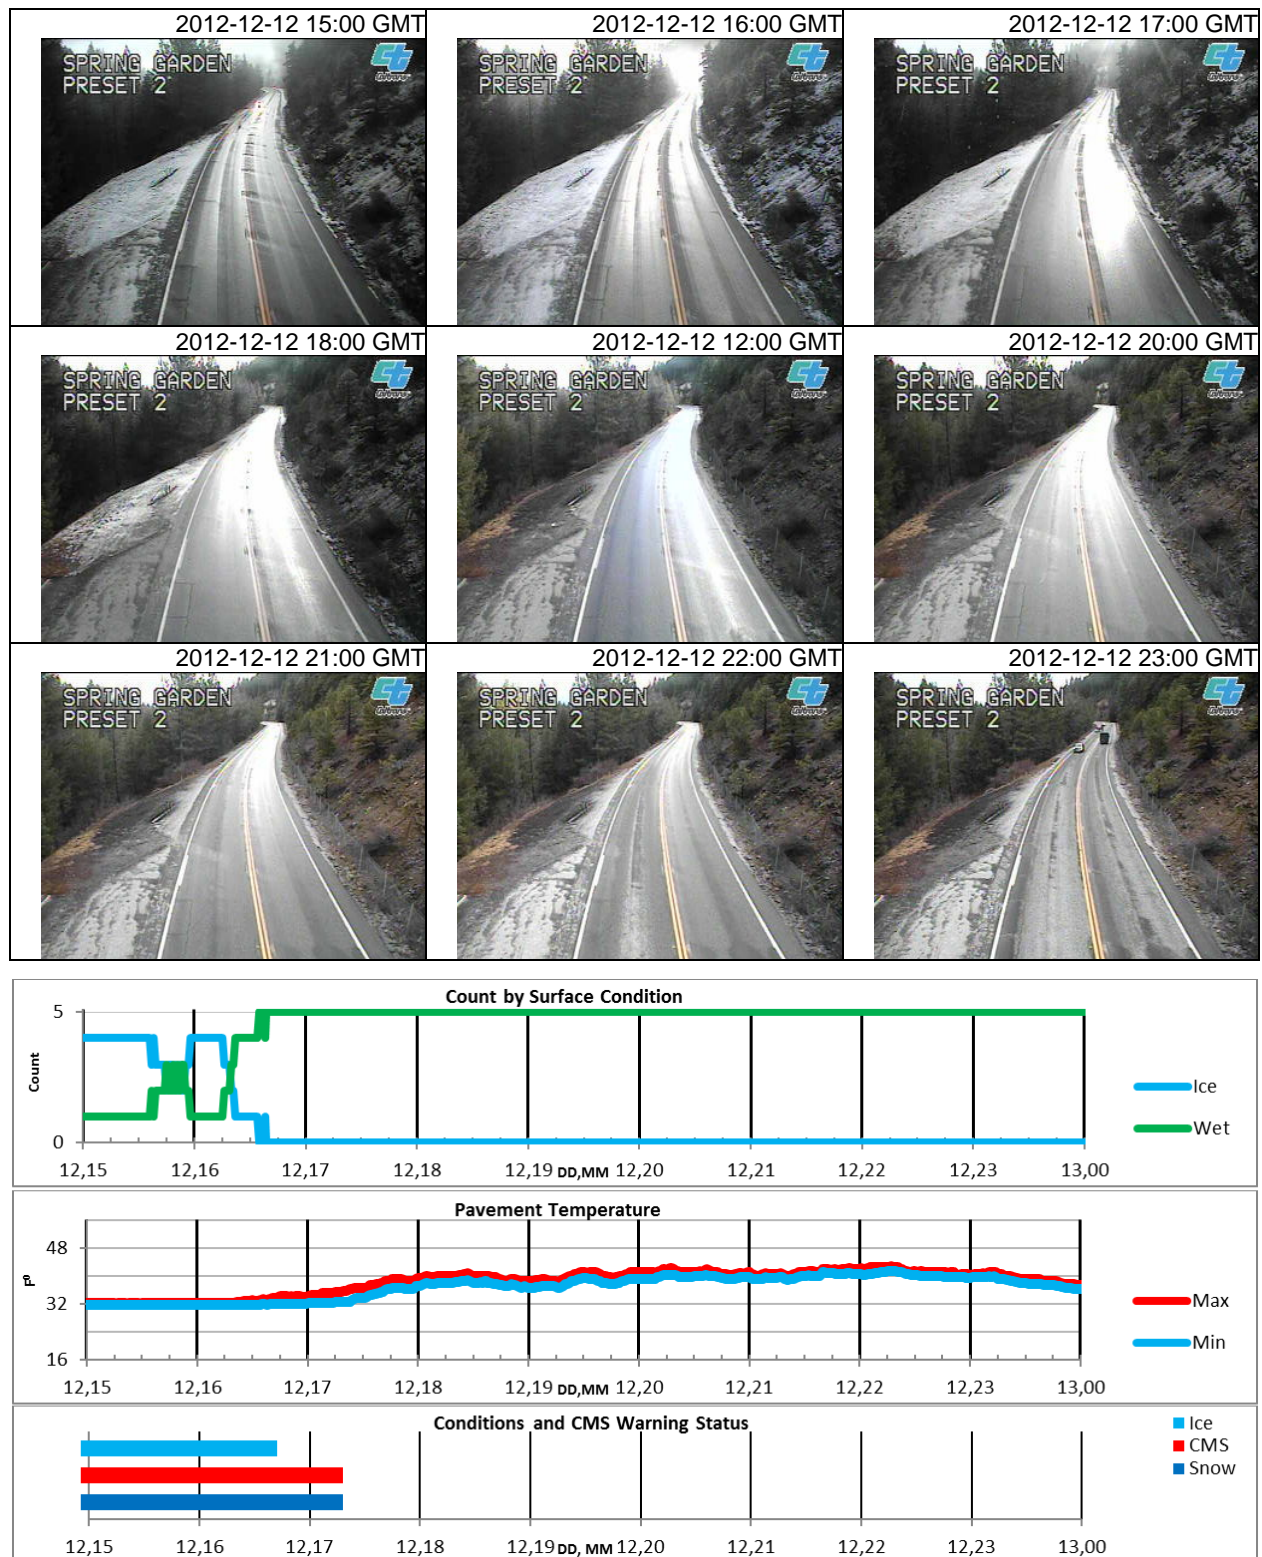 2012-12-12 15:00 GMT 2012-12-12 16:00 GMT 2012-12-12 17:00 GMT
SPRING GARDEN SPRING GARDEN SPRING GARDEN
PRESET 2 PRESET 2 PRESET 2
2012-12-12 18:00 GMT 2012-12-12 12:00 GMT 2012-12-12 20:00 GMT
SPRING GARDEN SPRING GARDEN SPRING GARDEN
PRESET 2 PRESET 2 PRESET 2
2012-12-12 21:00 GMT 2012-12-12 22:00 GMT 2012-12-12 23:00 GMT
SPRING GARDEN SPRING GARDEN SPRING GARDEN
PRESET 2 PRESET 2 PRESET 2
Count by Surface Condition
5
Count
Ice
Wet
0
12,15 12,16 12,17 12,18 12,19 DD,MM 12,20 12,21 12,22 12,23 13,00
Pavement Temperature
48
Fº
32
Max
Min
16
12,15 12,16 12,17 12,18 12,19 DD,MM 12,20 12,21 12,22 12,23 13,00
Conditions and CMS Warning Status
Ice
CMS
Snow
12,15 12,16 12,17 12,18 12,19 DD, MM 12,20 12,21 12,22 12,23 13,00